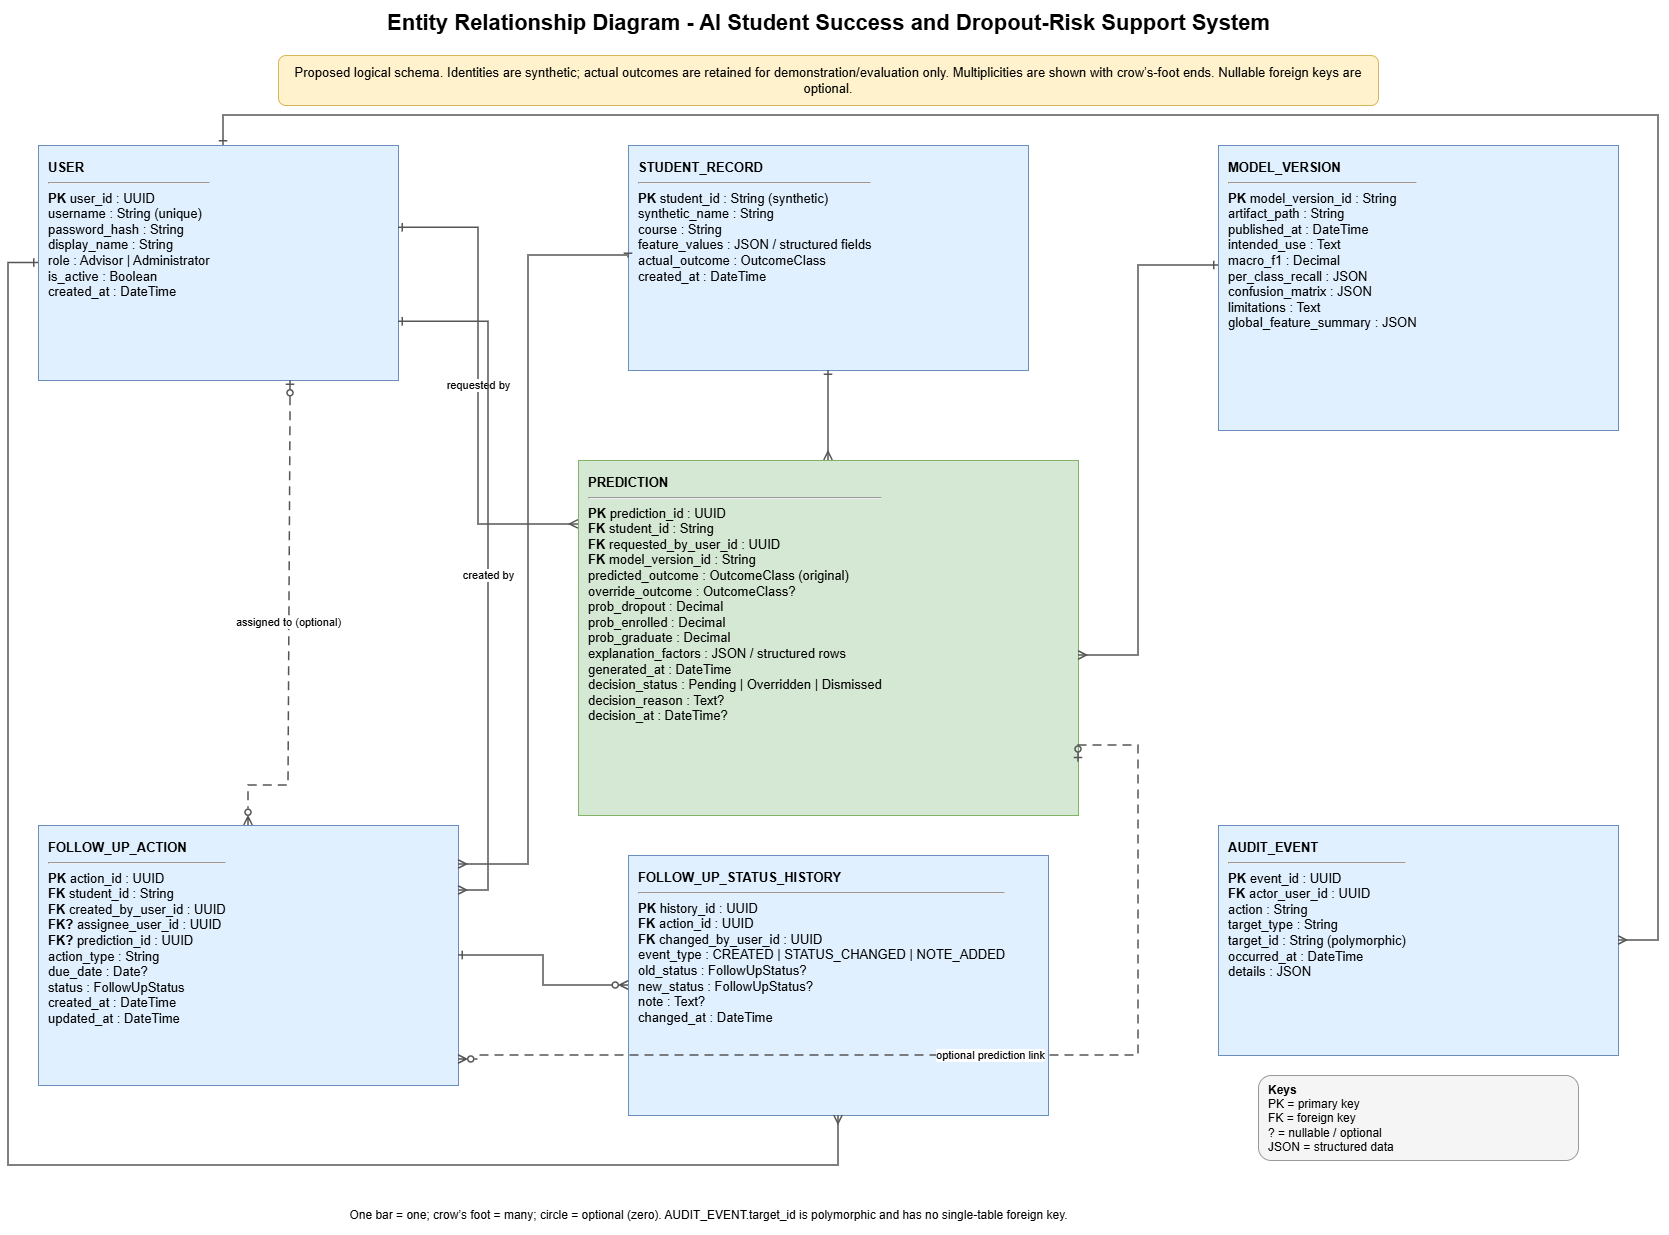 Entity Relationship Diagram - AI Student Success and Dropout-Risk Support System
Proposed logical schema. Identities are synthetic; actual outcomes are retained for demonstration/evaluation only. Multiplicities are shown with crow's-foot ends. Nullable foreign keys are
optional.
USER
PK user_id : UUID
username : String (unique)
password_hash : String
display_name : String
role : Advisor | Administrator
is_active : Boolean
created_at : DateTime
STUDENT_RECORD
PK student_id : String (synthetic)
synthetic_name : String
course : String
feature_values : JSON / structured fields
actual_outcome : OutcomeClass
created_at : DateTime
MODEL_VERSION
PK model_version_id : String
artifact_path : String
published_at : DateTime
intended_use : Text
macro_f1 : Decimal
per_class_recall : JSON
confusion_matrix : JSON
limitations : Text
global_feature_summary : JSON
requested by
created by
assigned to (optional)
PREDICTION
PK prediction_id : UUID
FK student_id : String
FK requested_by_user_id : UUID
FK model_version_id : String
predicted_outcome : OutcomeClass (original)
override_outcome : OutcomeClass?
prob_dropout : Decimal
prob_enrolled : Decimal
prob_graduate : Decimal
explanation_factors : JSON / structured rows
generated_at : DateTime
decision_status : Pending | Overridden | Dismissed
decision_reason : Text?
decision_at : DateTime?
FOLLOW_UP_ACTION
PK action_id : UUID
FK student_id : String
FK created_by_user_id : UUID
FK? assignee_user_id : UUID
FK? prediction_id : UUID
action_type : String
due_date : Date?
status : FollowUpStatus
created_at : DateTime
updated_at : DateTime
FOLLOW_UP_STATUS_HISTORY
PK history_id : UUID
FK action_id : UUID
FK changed_by_user_id : UUID
event_type : CREATED | STATUS_CHANGED | NOTE_ADDED
old_status : FollowUpStatus?
new_status : FollowUpStatus?
note : Text?
changed_at : DateTime
optional prediction link
AUDIT_EVENT
PK event_id : UUID
FK actor_user_id : UUID
action : String
target_type : String
target_id : String (polymorphic)
occurred_at : DateTime
details : JSON
Keys
PK = primary key
FK = foreign key
? = nullable / optional
JSON = structured data
One bar = one; crow's foot = many; circle = optional (zero). AUDIT_EVENT.target_id is polymorphic and has no single-table foreign key.